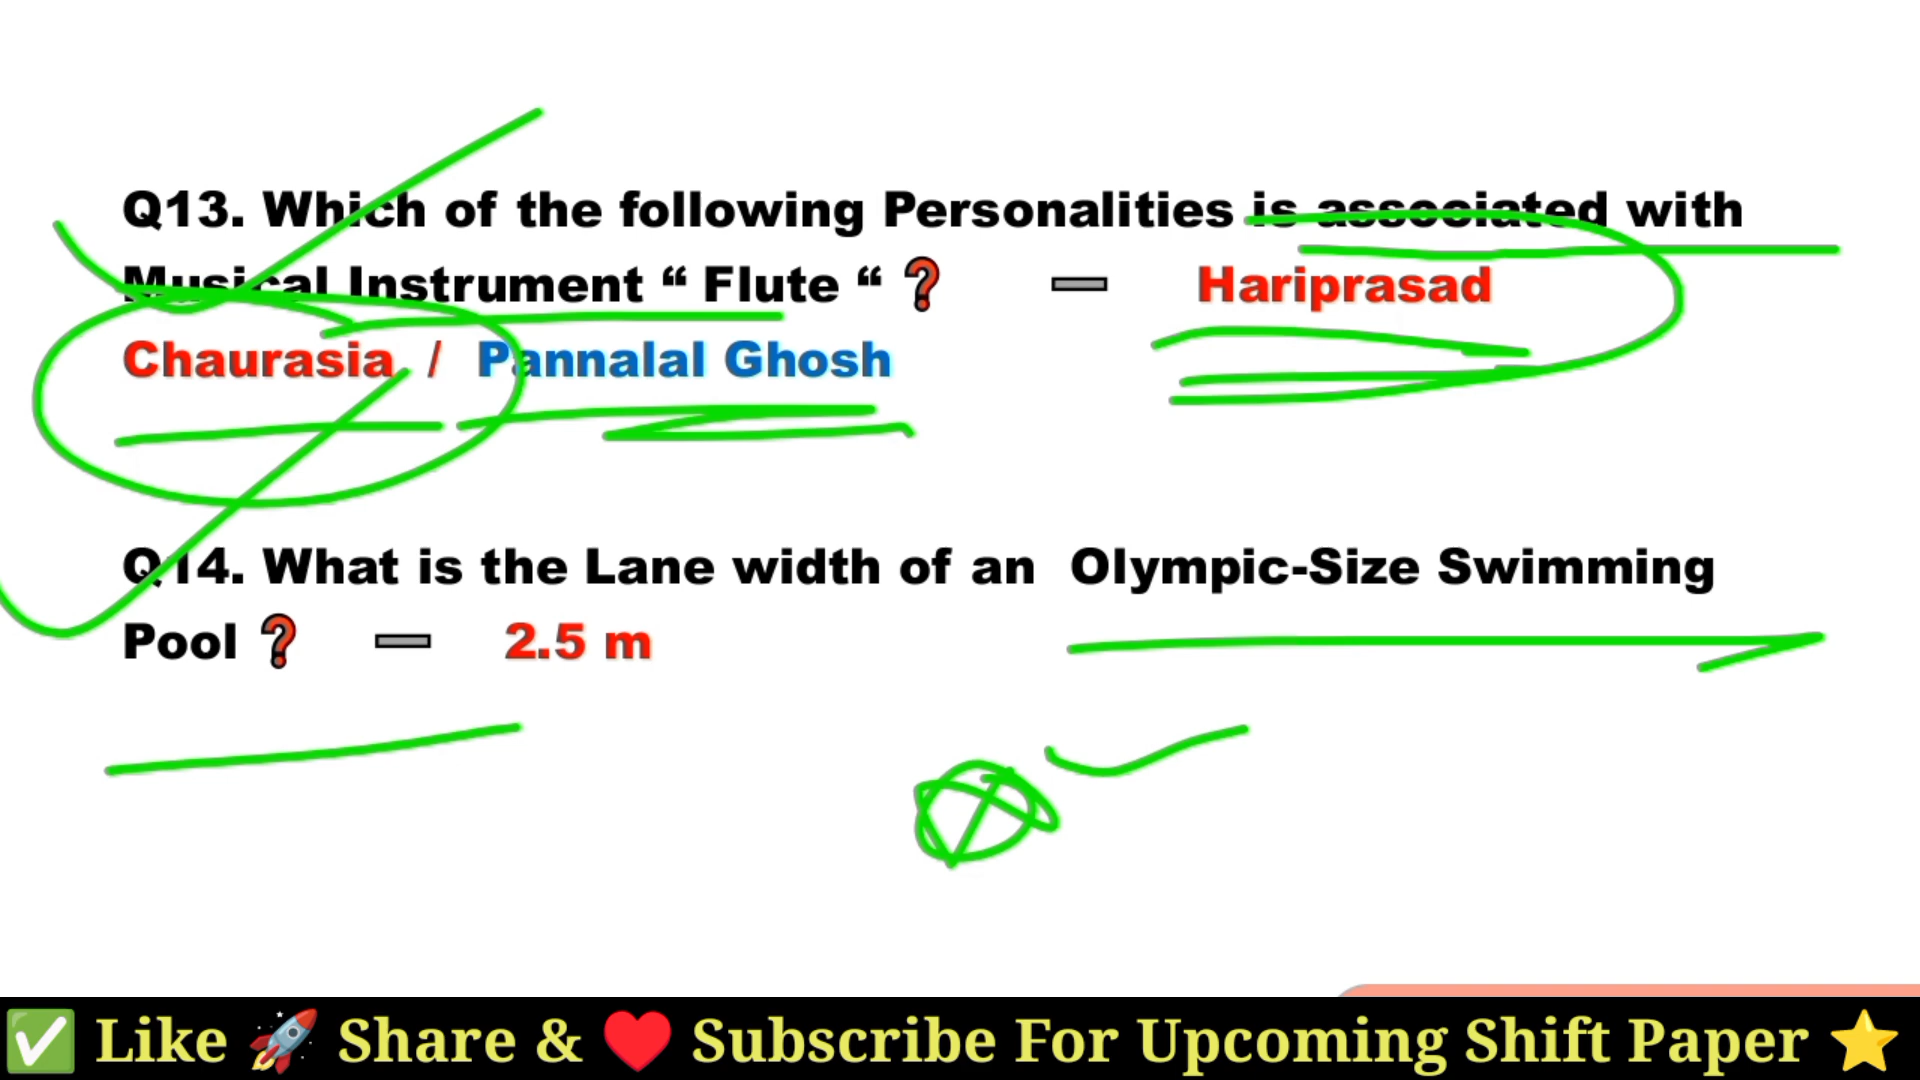 Q13. Which of the following Personalities is associated with
Musical Instrument “ Flute “ ❓ — Hariprasad
Chaurasia / Pannalal Ghosh
Q14. What is the Lane width of an Olympic-Size Swimming
Pool ❓ — 2.5 m
✅ Like 🚀 Share & ❤️ Subscribe For Upcoming Shift Paper ⭐